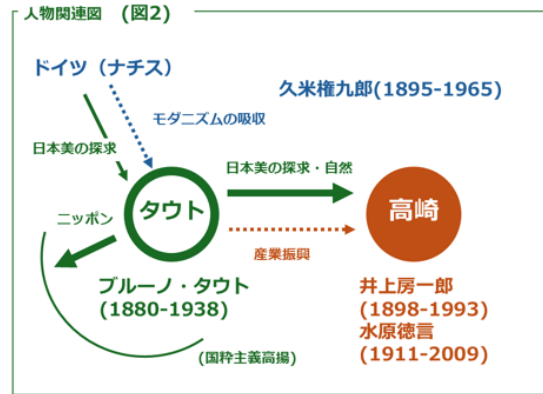 人物関連図 (図2)
ドイツ（ナチス）
久米権九郎(1895-1965)
モダニズムの吸収
日本美の探求
日本美の探求・自然
タウト
高崎
ニッポン
産業振興
ブルーノ・タウト
(1880-1938)
井上房一郎
(1898-1993)
水原徳言
(1911-2009)
(国粋主義高揚)